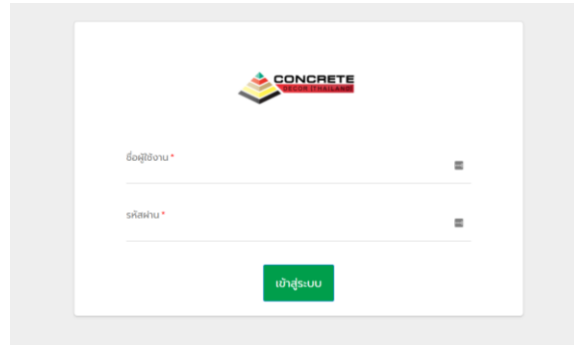 CONCRETE
DECOR (THAILAND)
ชื่อผู้ใช้งาน *
รหัสผ่าน *
เข้าสู่ระบบ